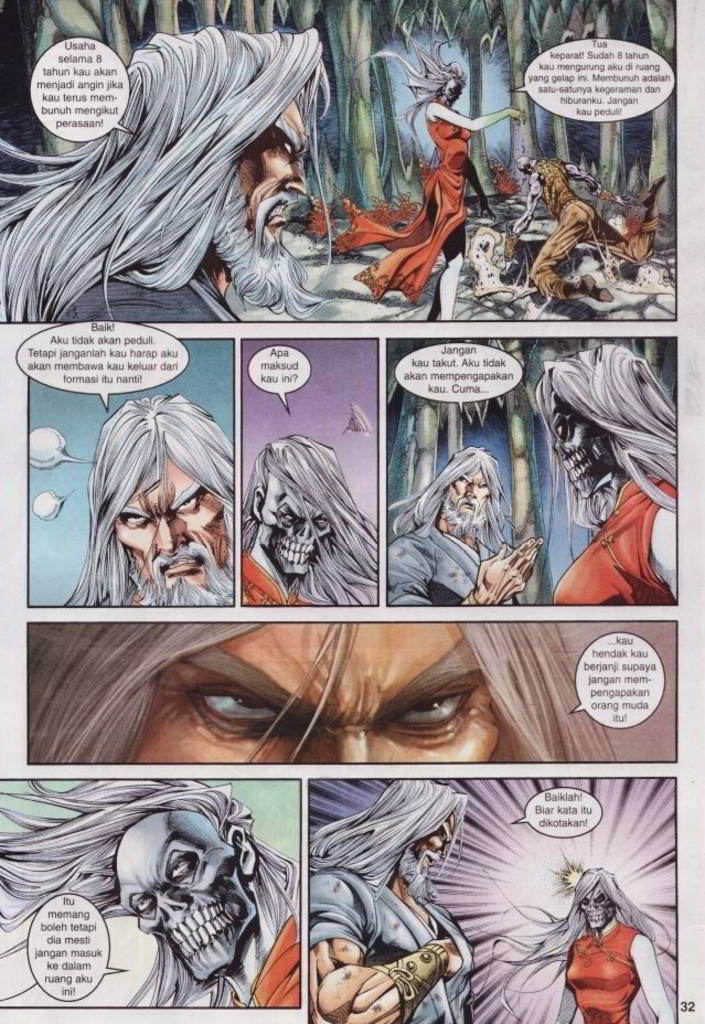 Usaha
selama 8
tahun kau akan
menjadi angin jika
kau terus mem-
bunuh mengikut
perasaan!
Tua
keparat! Sudah 8 tahun
kau mengurung aku di ruang
yang gelap ini. Membunuh adalah
satu-satunya kegeraman dan
hiburanku. Jangan
kau peduli!
Baik!
Aku tidak akan peduli.
Tetapi janganlah kau harap aku
akan membawa kau keluar dari
formasi ini nanti!
Apa
maksud
kau ini?
Jangan
kau takut. Aku tidak
akan mempengapakan
kau. Cuma...
...kau
hendak kau
berjanji supaya
jangan mem-
pengapakan
orang muda
itu!
Itu
memang
boleh tetapi
dia mesti
jangan masuk
ke dalam
ruang aku
ini!
Baiklah!
Biar kata itu
dikotakan!
32